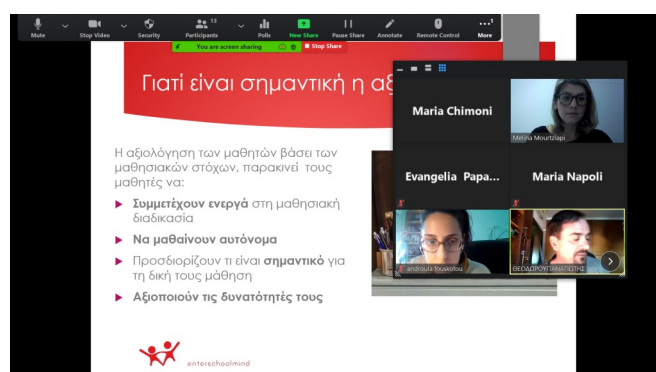 13
1
Mute
Stop Video
Security
Participants
Polls
New Share
Pause Share
Annotate
Remote Control
More
You are screen sharing
Stop Share
Γιατί είναι σημαντική η αξ
Η αξιολόγηση των μαθητών βάσει των
μαθησιακών στόχων, παρακινεί τους
μαθητές να:
Συμμετέχουν ενεργά στη μαθησιακή
διαδικασία
Να μαθαίνουν αυτόνομα
Προσδιορίζουν τι είναι σημαντικό για
τη δική τους μάθηση
Αξιοποιούν τις δυνατότητές τους
enterschoolmind
Maria Chimoni
Melina Mourtziapi
Evangelia Papa...
Maria Napoli
androula fouskotou
ΘΕΟΔΩΡΟΥΠΑΝΑΓΙΩΤΗΣ